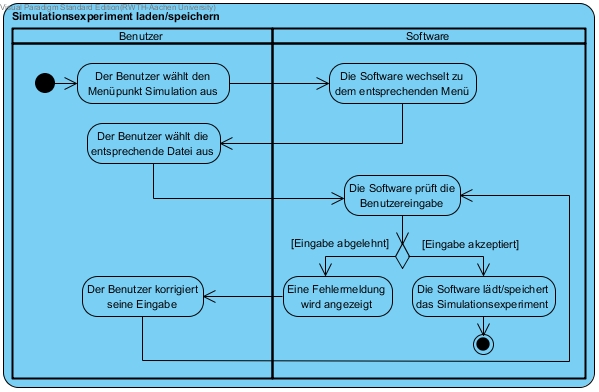 Visual Paradigm Standard Edition(RWTH Aachen University)
Simulationsexperiment laden/speichern
Benutzer
Software
Der Benutzer wählt den
Menüpunkt Simulation aus
Die Software wechselt zu
dem entsprechenden Menü
Der Benutzer wählt die
entsprechende Datei aus
Die Software prüft die
Benutzereingabe
[Eingabe abgelehnt]
[Eingabe akzeptiert]
Der Benutzer korrigiert
seine Eingabe
Eine Fehlermeldung
wird angezeigt
Die Software lädt/speichert
das Simulationsexperiment